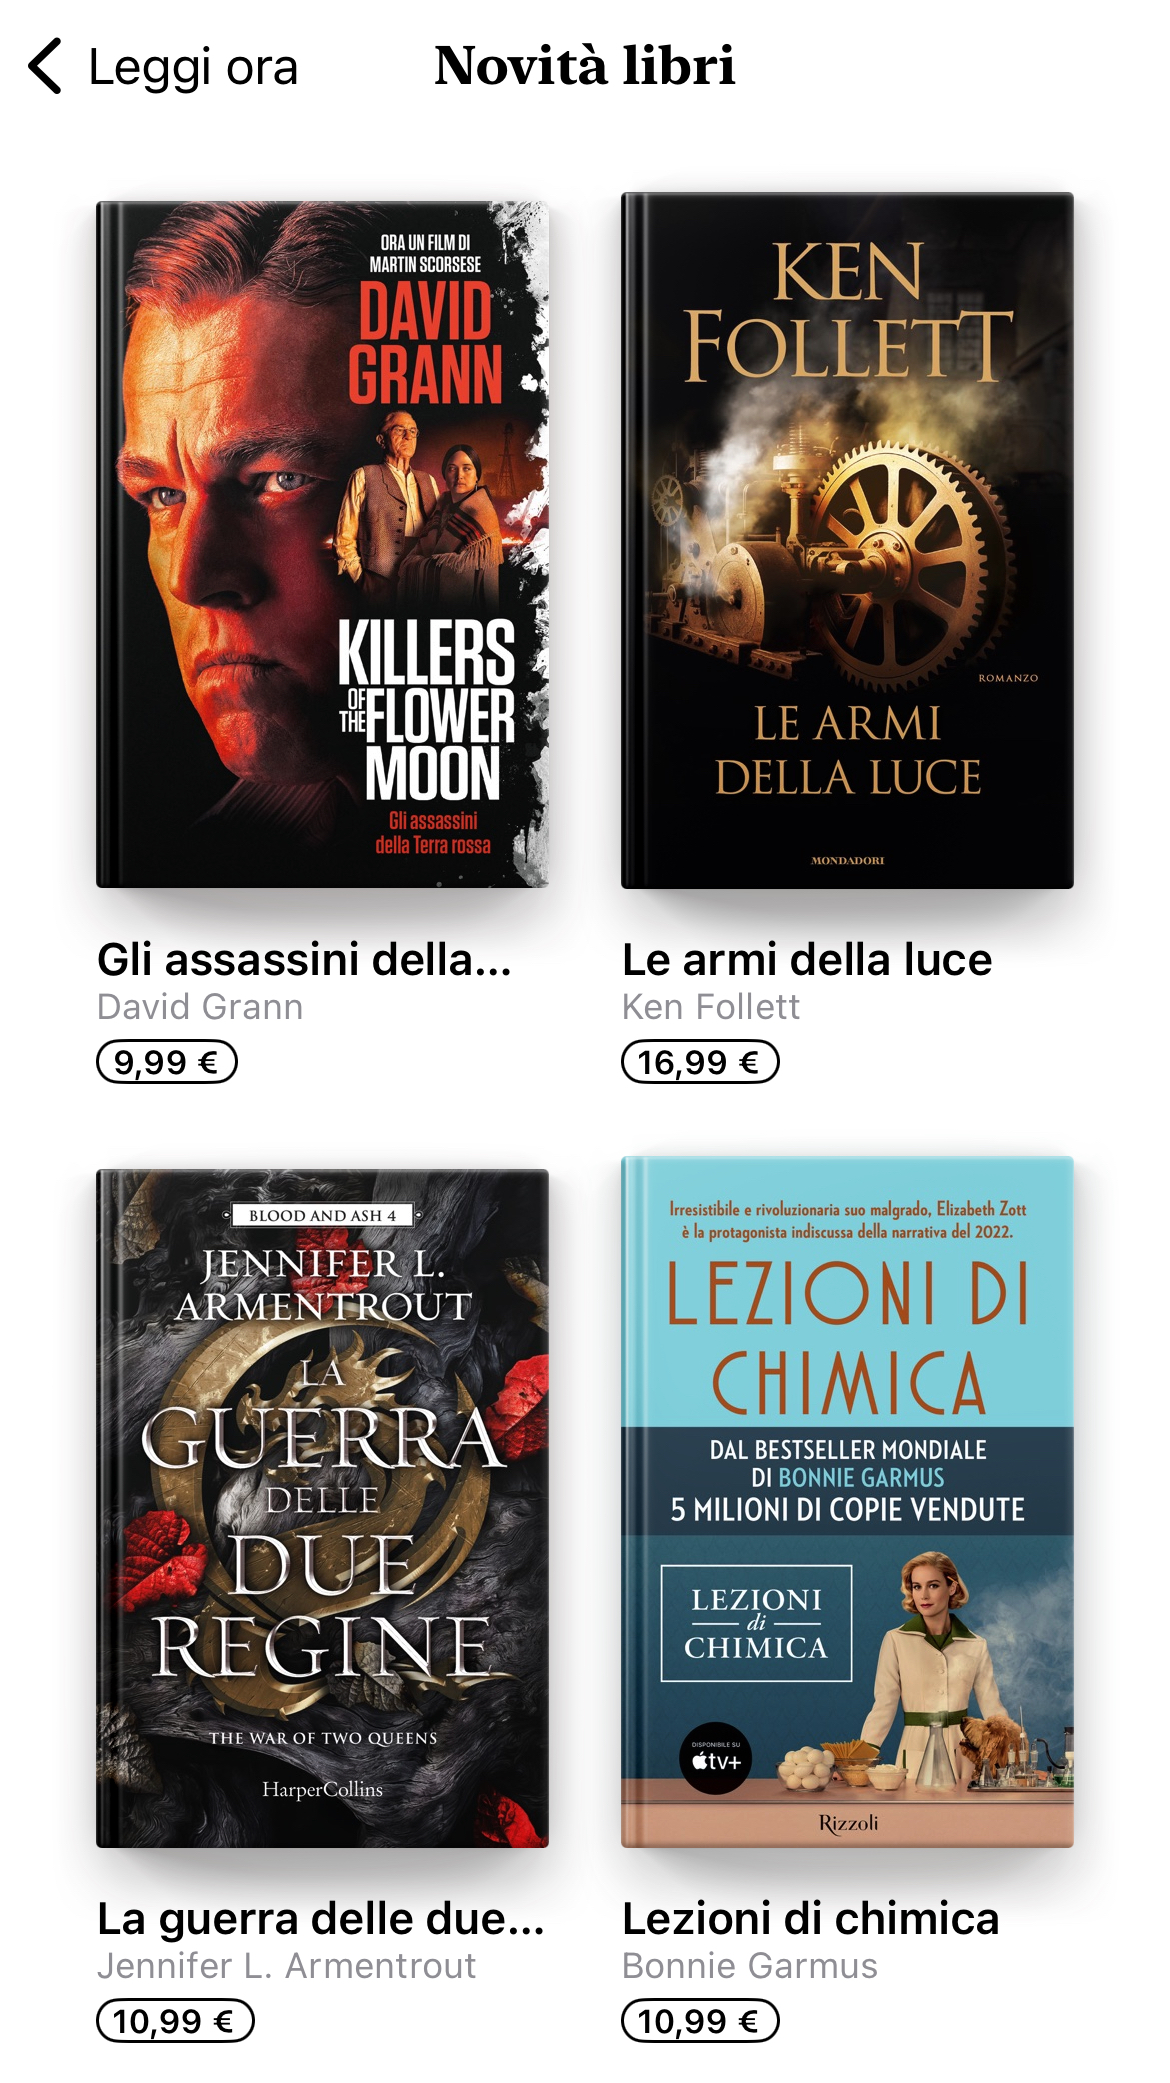 Leggi ora
Novità libri
ORA UN FILM DI
MARTIN SCORSESE
DAVID
GRANN
KILLERS
OF THE FLOWER
MOON
Gli assassini
della Terra rossa
KEN
FOLLETT
ROMANZO
LE ARMI
DELLA LUCE
MONDADORI
Gli assassini della...
David Grann
9,99 €
Le armi della luce
Ken Follett
16,99 €
BLOOD AND ASH 4
JENNIFER L.
ARMENTROUT
LA
GUERRA
DELLE
DUE
REGINE
THE WAR OF TWO QUEENS
HarperCollins
Irresistibile e rivoluzionaria suo malgrado, Elizabeth Zott
è la protagonista indiscussa della narrativa del 2022.
LEZIONI DI
CHIMICA
DAL BESTSELLER MONDIALE
DI BONNIE GARMUS
5 MILIONI DI COPIE VENDUTE
LEZIONI
di
CHIMICA
DISPONIBILE SU
tv+
Rizzoli
La guerra delle due...
Jennifer L. Armentrout
10,99 €
Lezioni di chimica
Bonnie Garmus
10,99 €